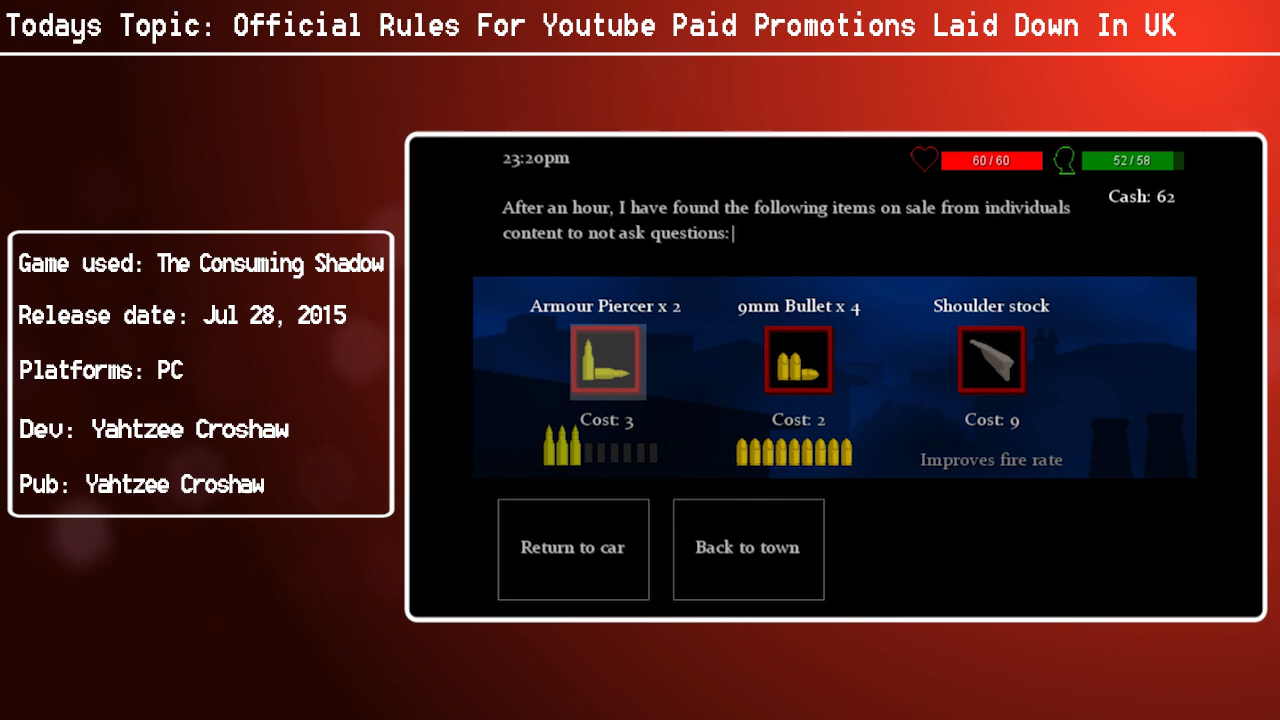 Todays Topic: Official Rules For Youtube Paid Promotions Laid Down In UK
Game used: The Consuming Shadow
Release date: Jul 28, 2015
Platforms: PC
Dev: Yahtzee Croshaw
Pub: Yahtzee Croshaw
23:20pm
60 / 60
52 / 58
Cash: 62
After an hour, I have found the following items on sale from individuals
content to not ask questions:|
Armour Piercer x 2
9mm Bullet x 4
Shoulder stock
Cost: 3
Cost: 2
Cost: 9
Improves fire rate
Return to car
Back to town